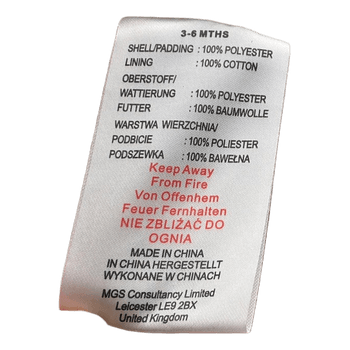 3-6 MTHS
SHELL/PADDING : 100% POLYESTER
LINING : 100% COTTON
OBERSTOFF/
WATTIERUNG : 100% POLYESTER
FUTTER : 100% BAUMWOLLE
WARSTWA WIERZCHNIA/
PODBICIE : 100% POLIESTER
PODSZEWKA : 100% BAWEŁNA
Keep Away
From Fire
Von Offenhem
Feuer Fernhalten
NIE ZBLIŻAĆ DO
OGNIA
MADE IN CHINA
IN CHINA HERGESTELLT
WYKONANE W CHINACH
MGS Consultancy Limited
Leicester LE9 2BX
United Kingdom